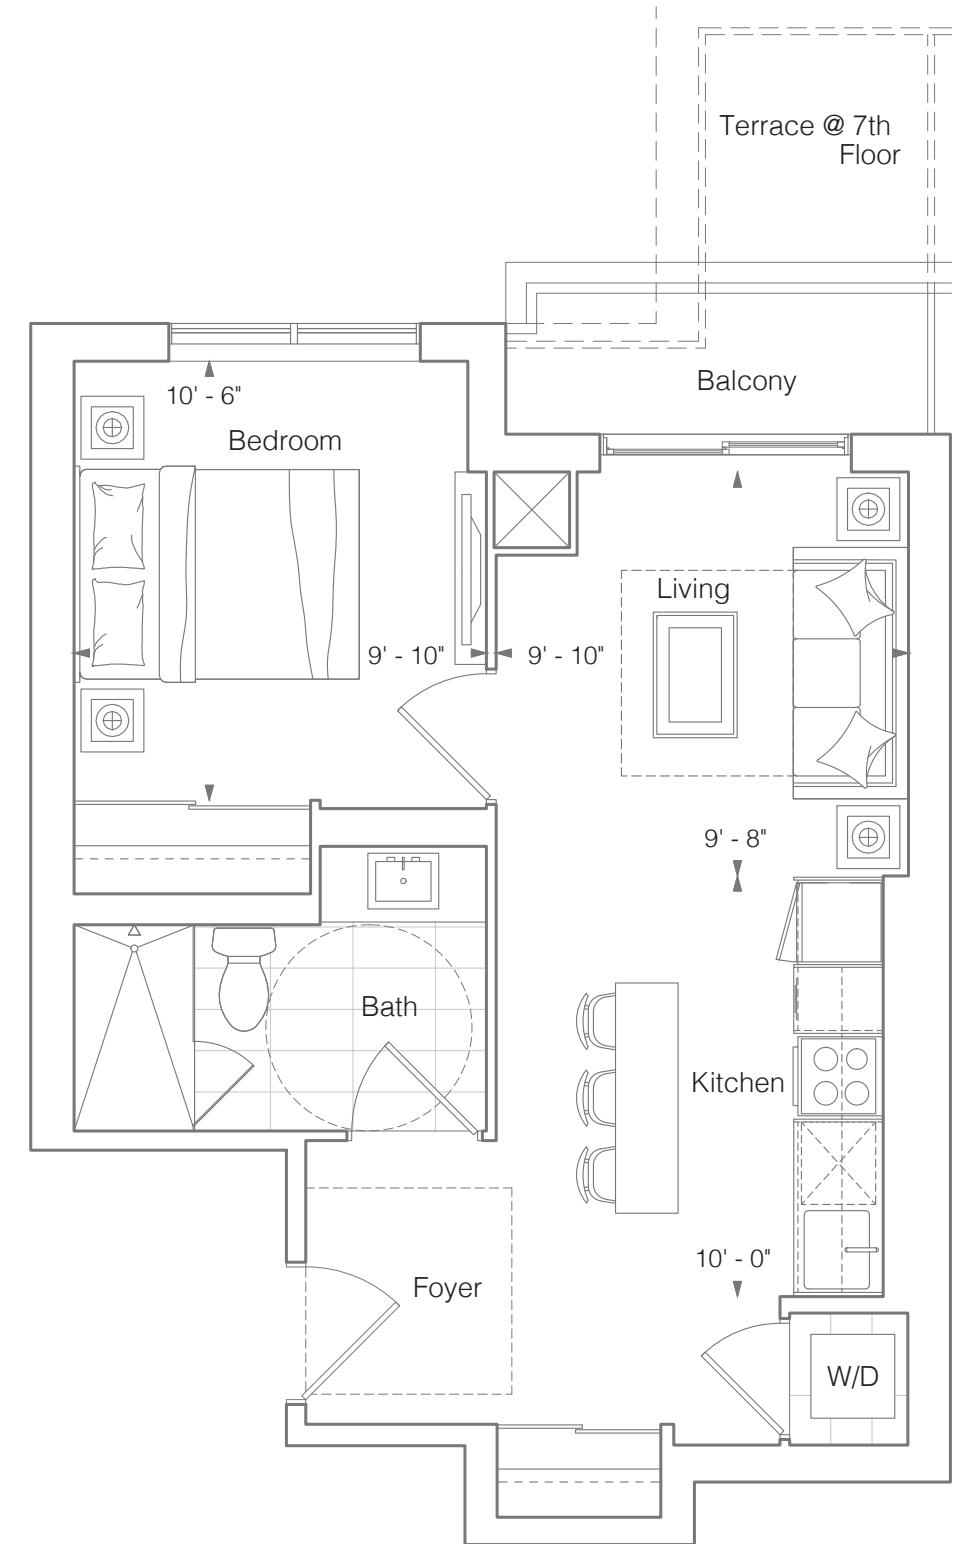 Terrace @ 7th
Floor
Balcony
10' - 6"
Bedroom
Living
9' - 10"
9' - 10"
9' - 8"
Bath
Kitchen
10' - 0"
Foyer
W/D